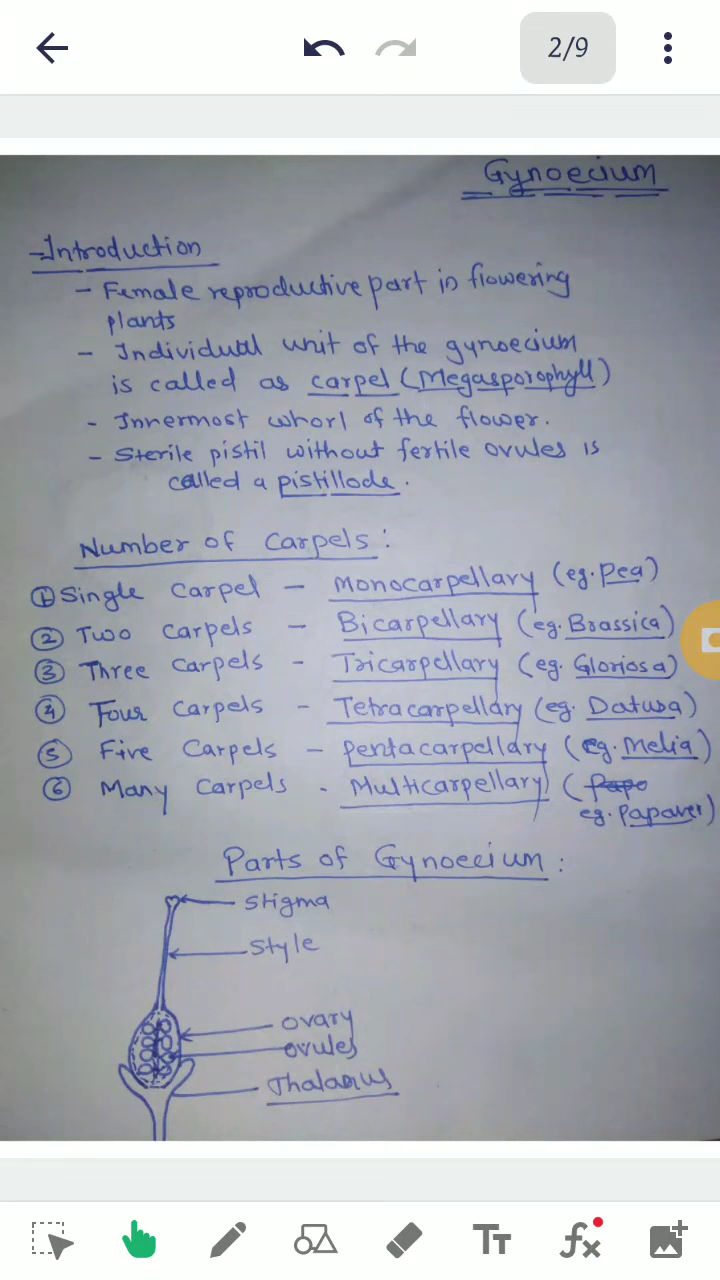 2/9
Gynoecium
- Introduction
- Female reproductive part in flowering
plants
- Individual unit of the gynoecium
is called as carpel (Megasporophyll)
- Innermost whorl of the flower.
- Sterile pistil without fertile ovules is
called a pistillode.
Number of Carpels:
① Single Carpel - Monocarpellary (eg. Pea)
② Two Carpels - Bicarpellary (eg. Brassica)
③ Three Carpels - Tricarpellary (eg. Gloriosa)
④ Four Carpels - Tetracarpellary (eg. Datura)
⑤ Five Carpels - Pentacarpellary (eg. Melia)
⑥ Many Carpels - Multicarpellary (
eg. Papaver)
Parts of Gynoecium:
Stigma
Style
Ovary
Ovules
Thalamus
TT
fx